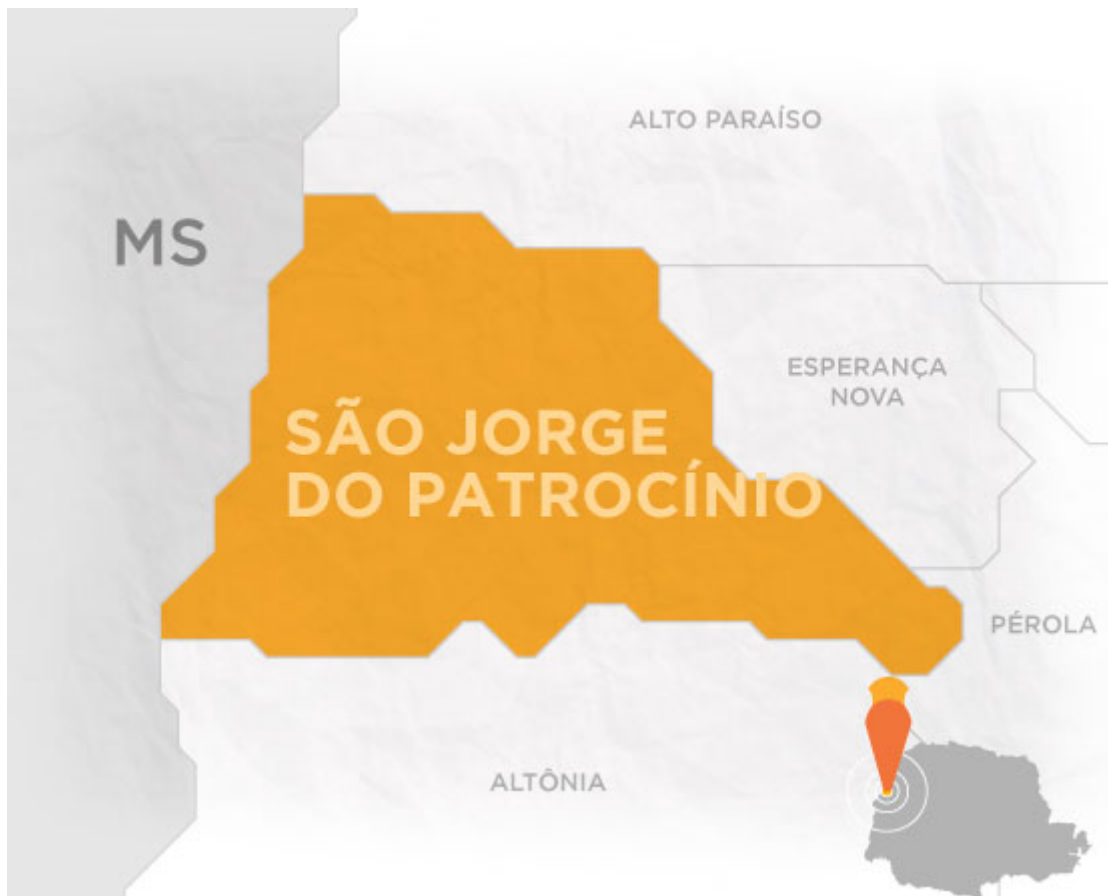 ALTO PARAÍSO
MS
ESPERANÇA
NOVA
SÃO JORGE
DO PATROCÍNIO
PÉROLA
ALTÔNIA